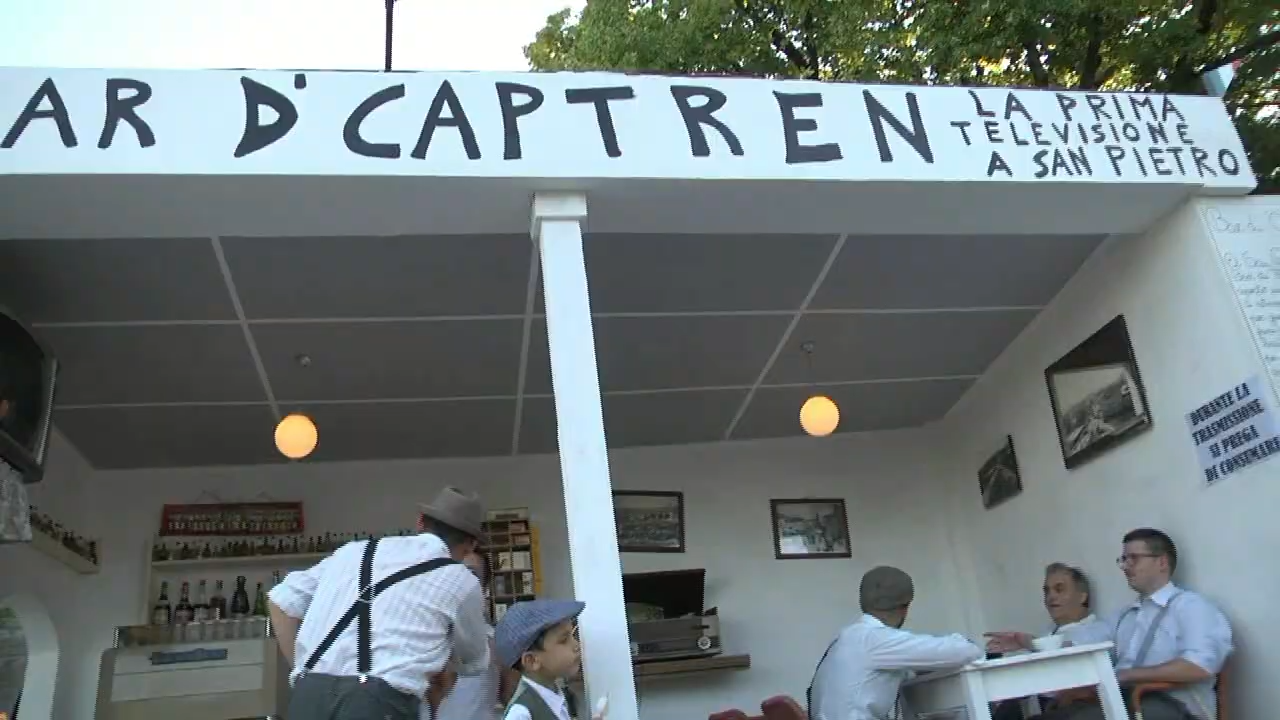 AR D'CAPTREN
LA PRIMA
TELEVISIONE
A SAN PIETRO
DURANTE LA
TRASMISSIONE
SI PREGA
DI CONSUMARE